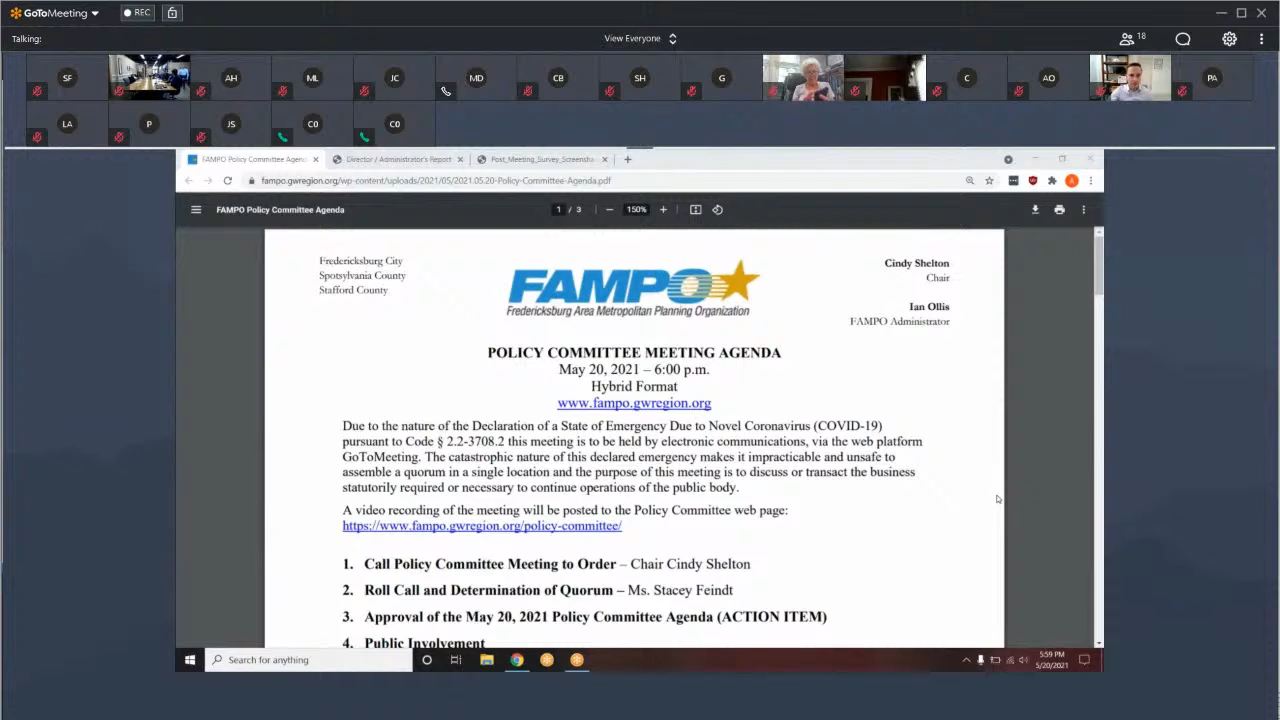 GoToMeeting
REC
Talking:
View Everyone
18
SF
AH
ML
JC
MD
CB
SH
G
C
AO
PA
LA
P
JS
C0
C0
FAMPO Policy Committee Agend
Director / Administrator's Report
Post_Meeting_Survey_Screensh
fampo.gwregion.org/wp-content/uploads/2021/05/2021.05.20-Policy-Committee-Agenda.pdf
A
FAMPO Policy Committee Agenda
1 / 3
150%
Fredericksburg City
Spotsylvania County
Stafford County
FAMPO
Fredericksburg Area Metropolitan Planning Organization
Cindy Shelton
Chair
Ian Ollis
FAMPO Administrator
POLICY COMMITTEE MEETING AGENDA
May 20, 2021 – 6:00 p.m.
Hybrid Format
www.fampo.gwregion.org
Due to the nature of the Declaration of a State of Emergency Due to Novel Coronavirus (COVID-19)
pursuant to Code § 2.2-3708.2 this meeting is to be held by electronic communications, via the web platform
GoToMeeting. The catastrophic nature of this declared emergency makes it impracticable and unsafe to
assemble a quorum in a single location and the purpose of this meeting is to discuss or transact the business
statutorily required or necessary to continue operations of the public body.
A video recording of the meeting will be posted to the Policy Committee web page:
https://www.fampo.gwregion.org/policy-committee/
1. Call Policy Committee Meeting to Order – Chair Cindy Shelton
2. Roll Call and Determination of Quorum – Ms. Stacey Feindt
3. Approval of the May 20, 2021 Policy Committee Agenda (ACTION ITEM)
4. Public Involvement
Search for anything
5:59 PM
5/20/2021